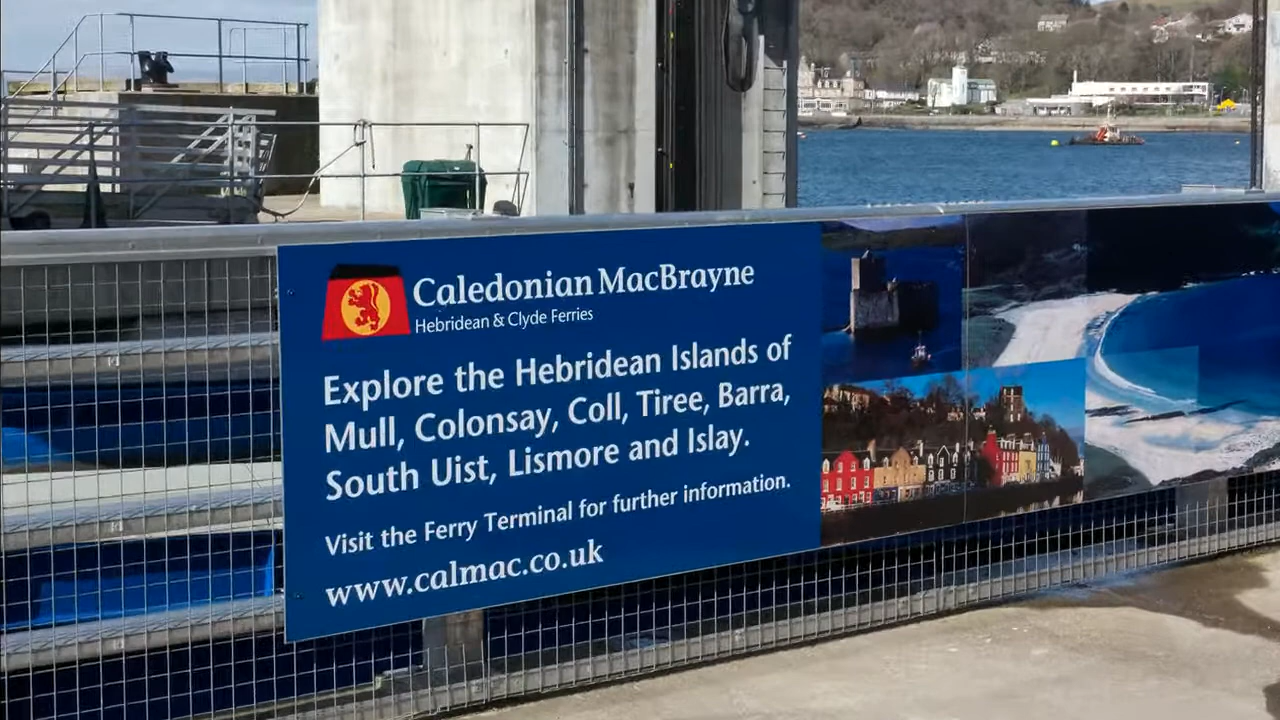 Caledonian MacBrayne
Hebridean & Clyde Ferries
Explore the Hebridean Islands of
Mull, Colonsay, Coll, Tiree, Barra,
South Uist, Lismore and Islay.
Visit the Ferry Terminal for further information.
www.calmac.co.uk